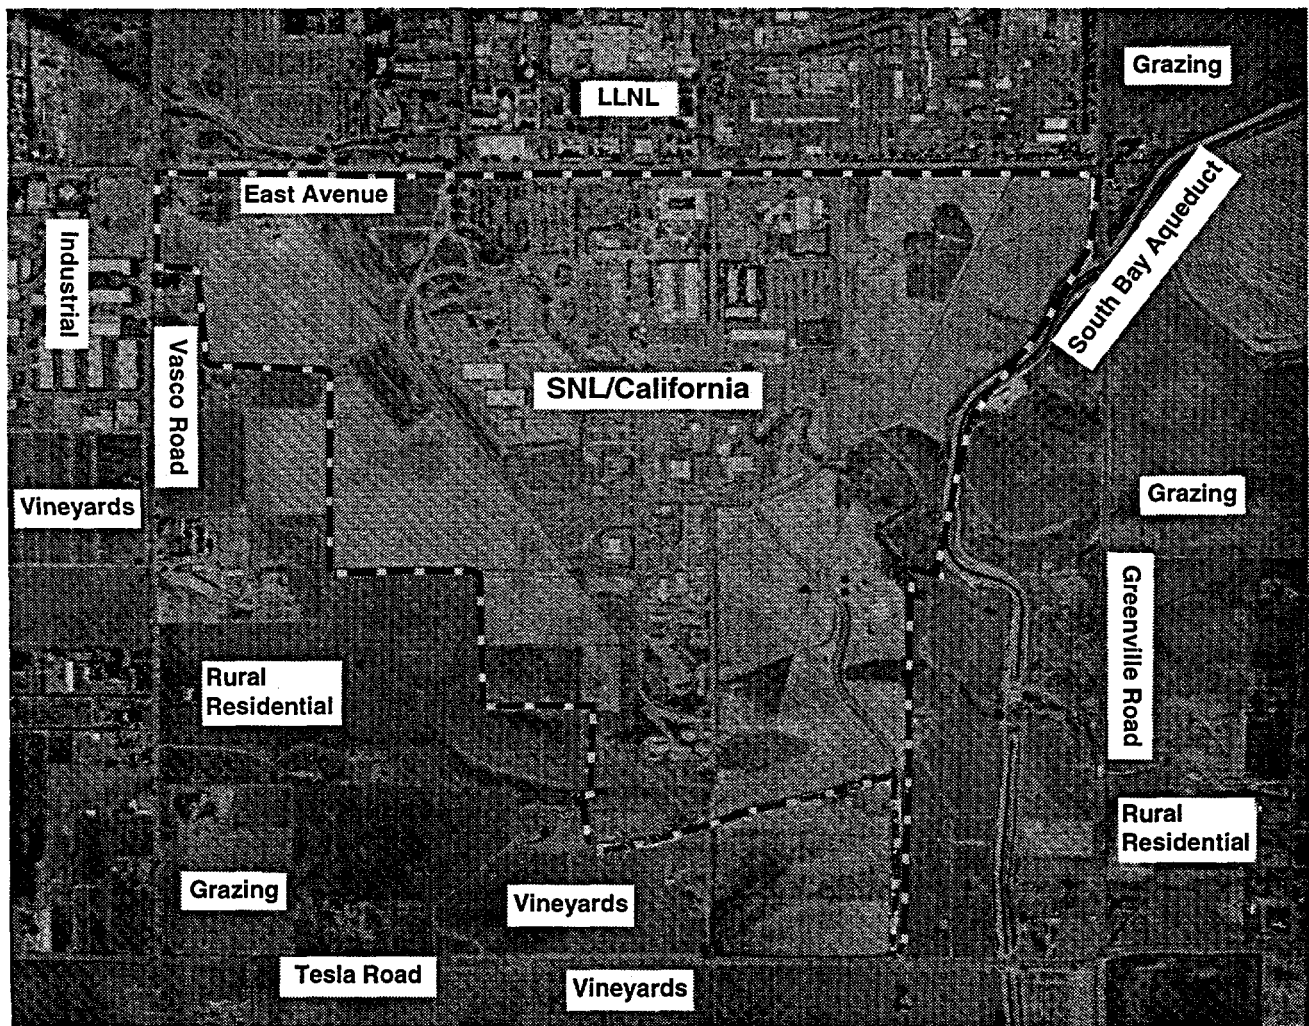 Grazing
LLNL
East Avenue
South Bay Aqueduct
Industrial
Vasco Road
SNL/California
Vineyards
Grazing
Greenville Road
Rural
Residential
Rural
Residential
Grazing
Vineyards
Tesla Road
Vineyards